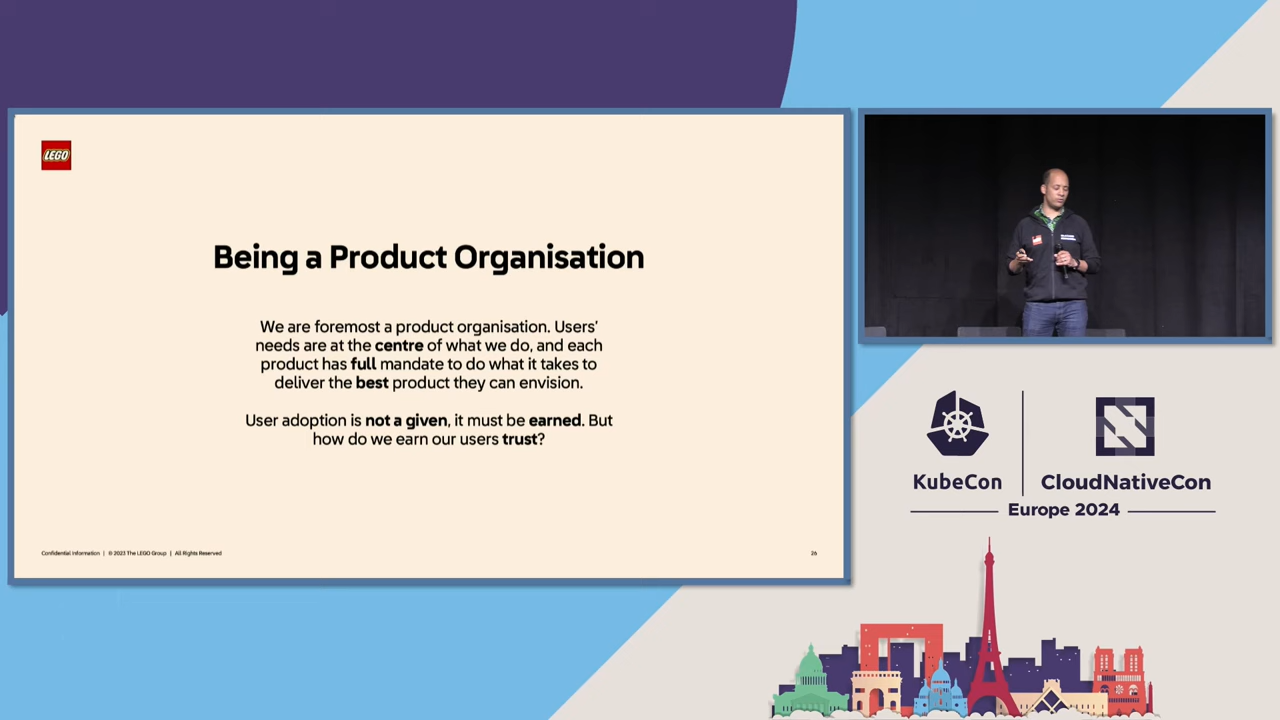 LEGO
Being a Product Organisation
We are foremost a product organisation. Users'
needs are at the centre of what we do, and each
product has full mandate to do what it takes to
deliver the best product they can envision.
User adoption is not a given, it must be earned. But
how do we earn our users trust?
Confidential Information | © 2023 The LEGO Group | All Rights Reserved
26
KubeCon
CloudNativeCon
Europe 2024